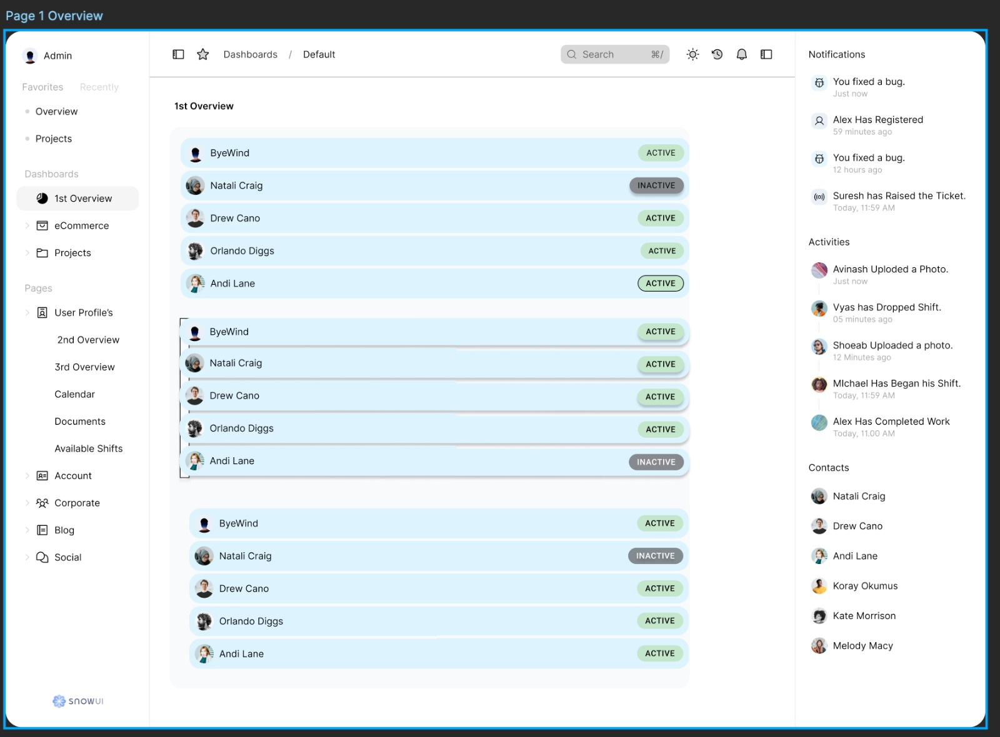 Page 1 Overview
Admin
Favorites Recently
Overview
Projects
Dashboards
1st Overview
eCommerce
Projects
Pages
User Profile's
2nd Overview
3rd Overview
Calendar
Documents
Available Shifts
Account
Corporate
Blog
Social
SNOWUI
Dashboards / Default
Search ⌘/
1st Overview
ByeWind ACTIVE
Natali Craig INACTIVE
Drew Cano ACTIVE
Orlando Diggs ACTIVE
Andi Lane ACTIVE
ByeWind ACTIVE
Natali Craig ACTIVE
Drew Cano ACTIVE
Orlando Diggs ACTIVE
Andi Lane INACTIVE
ByeWind ACTIVE
Natali Craig INACTIVE
Drew Cano ACTIVE
Orlando Diggs ACTIVE
Andi Lane ACTIVE
Notifications
You fixed a bug.
Just now
Alex Has Registered
59 minutes ago
You fixed a bug.
12 hours ago
Suresh has Raised the Ticket.
Today, 11:59 AM
Activities
Avinash Uploded a Photo.
Just now
Vyas has Dropped Shift.
05 minutes ago
Shoeab Uploaded a photo.
12 Minutes ago
MIchael Has Began his Shift.
Today, 11:59 AM
Alex Has Completed Work
Today, 11.00 AM
Contacts
Natali Craig
Drew Cano
Andi Lane
Koray Okumus
Kate Morrison
Melody Macy